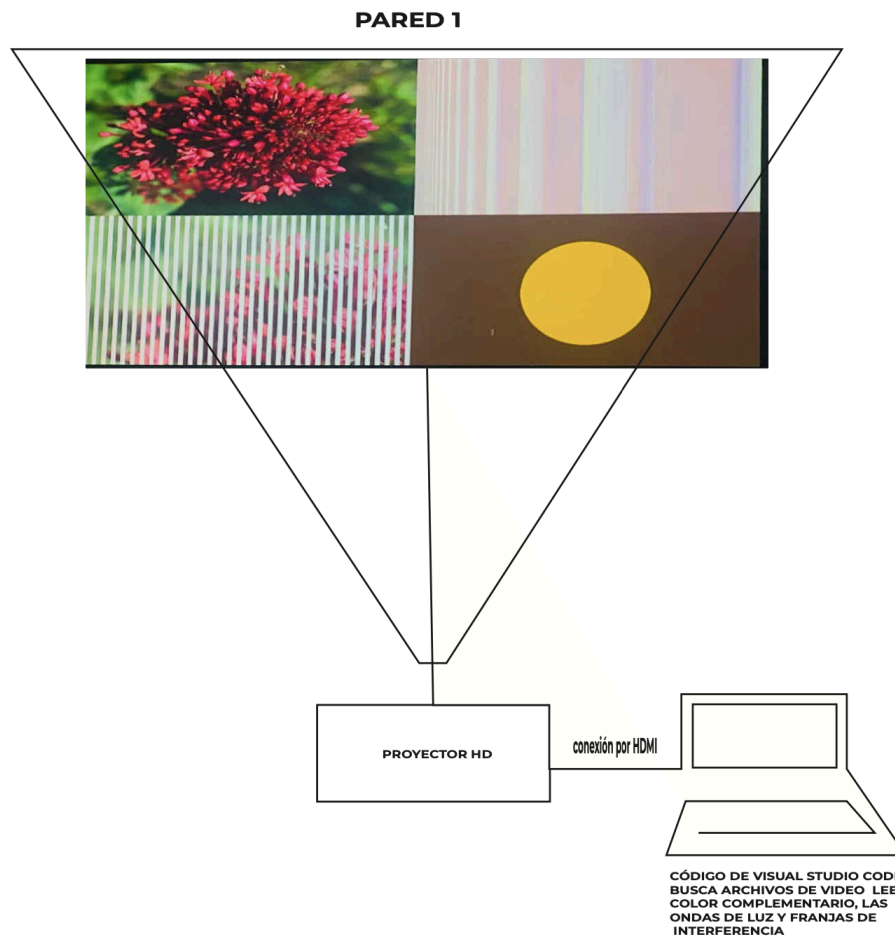 PARED 1
PROYECTOR HD
conexión por HDMI
CÓDIGO DE VISUAL STUDIO COD
BUSCA ARCHIVOS DE VIDEO LEE
COLOR COMPLEMENTARIO, LAS
ONDAS DE LUZ Y FRANJAS DE
INTERFERENCIA